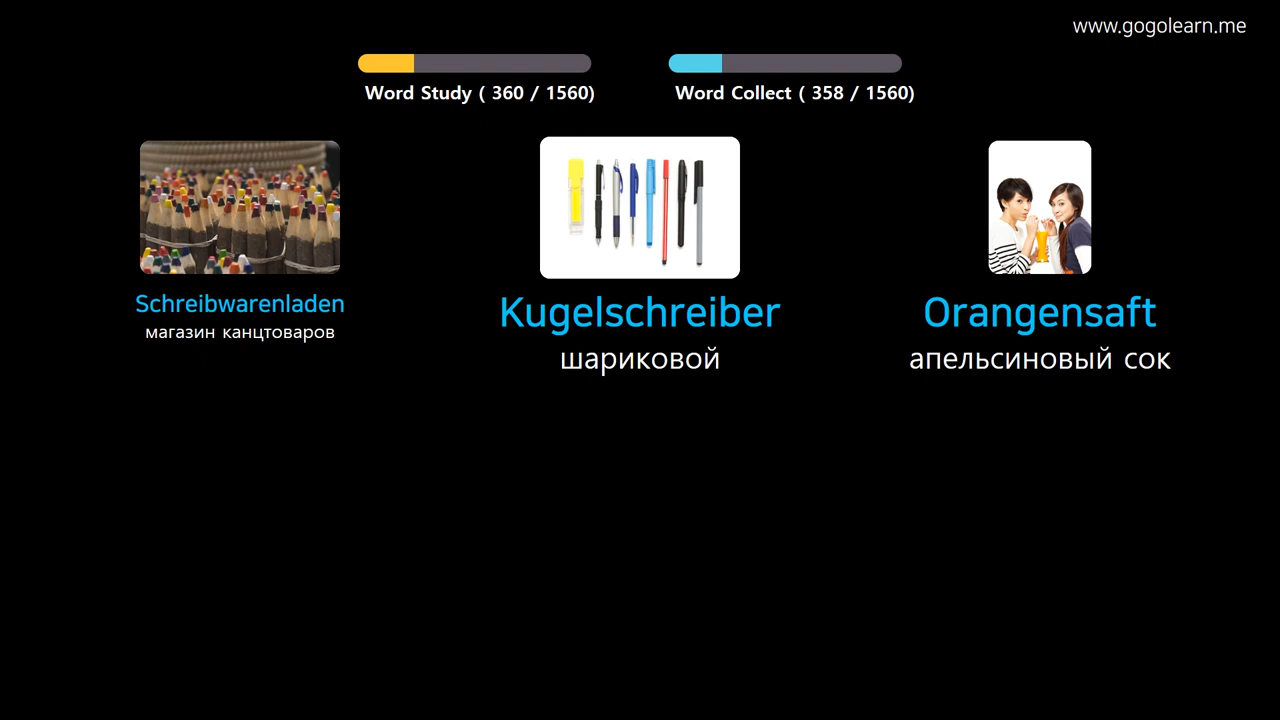 www.gogolearn.me
Word Study ( 360 / 1560)
Word Collect ( 358 / 1560)
Schreibwarenladen
магазин канцтоваров
Kugelschreiber
шариковой
Orangensaft
апельсиновый сок